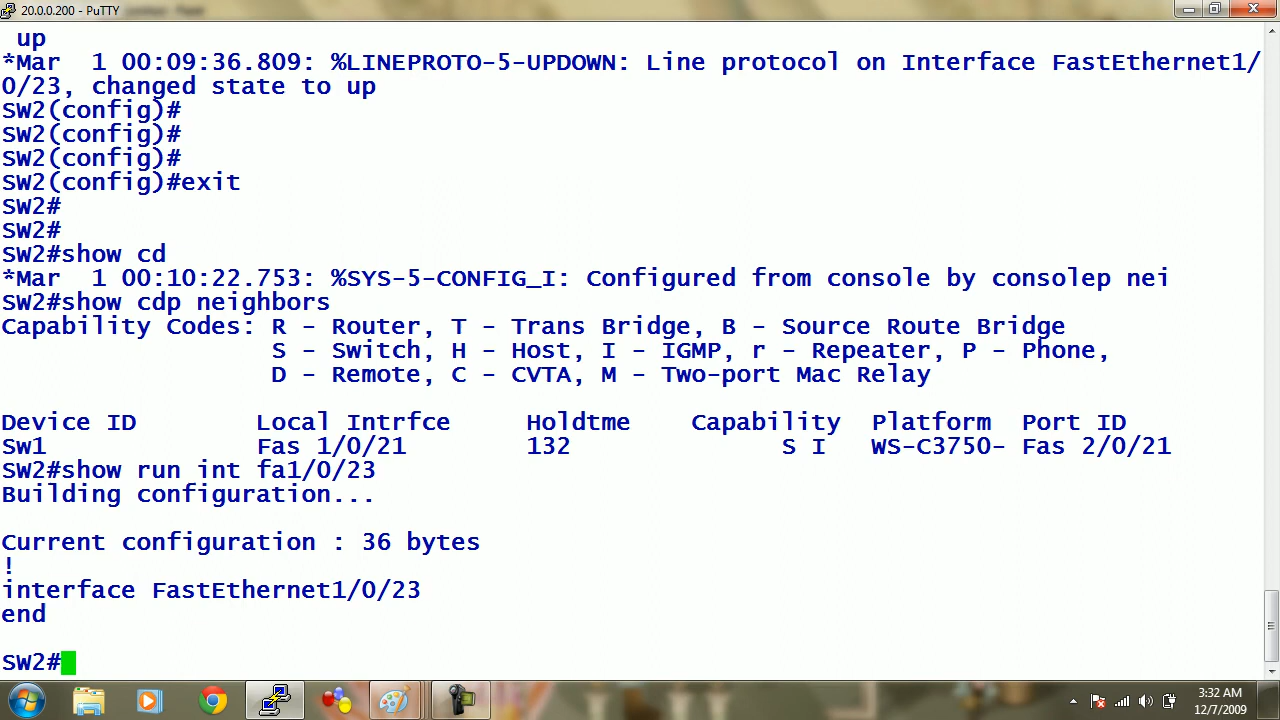 20.0.0.200 - PuTTY
up
*Mar  1 00:09:36.809: %LINEPROTO-5-UPDOWN: Line protocol on Interface FastEthernet1/
0/23, changed state to up
SW2(config)#
SW2(config)#
SW2(config)#
SW2(config)#exit
SW2#
SW2#
SW2#show cd
*Mar  1 00:10:22.753: %SYS-5-CONFIG_I: Configured from console by consolep nei
SW2#show cdp neighbors
Capability Codes: R - Router, T - Trans Bridge, B - Source Route Bridge
S - Switch, H - Host, I - IGMP, r - Repeater, P - Phone,
D - Remote, C - CVTA, M - Two-port Mac Relay
Device ID        Local Intrfce     Holdtme    Capability  Platform  Port ID
Sw1              Fas 1/0/21        132              S I   WS-C3750- Fas 2/0/21
SW2#show run int fa1/0/23
Building configuration...
Current configuration : 36 bytes
!
interface FastEthernet1/0/23
end
SW2#
3:32 AM
12/7/2009